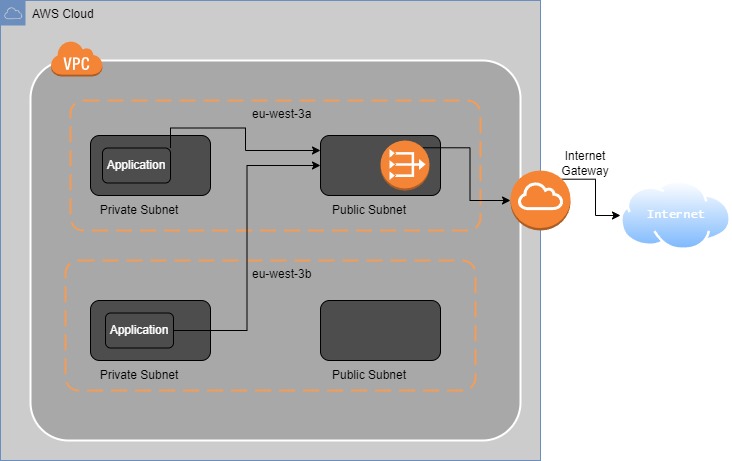 AWS Cloud
VPC
eu-west-3a
Application
Private Subnet
Public Subnet
Internet
Gateway
Internet
eu-west-3b
Application
Private Subnet
Public Subnet